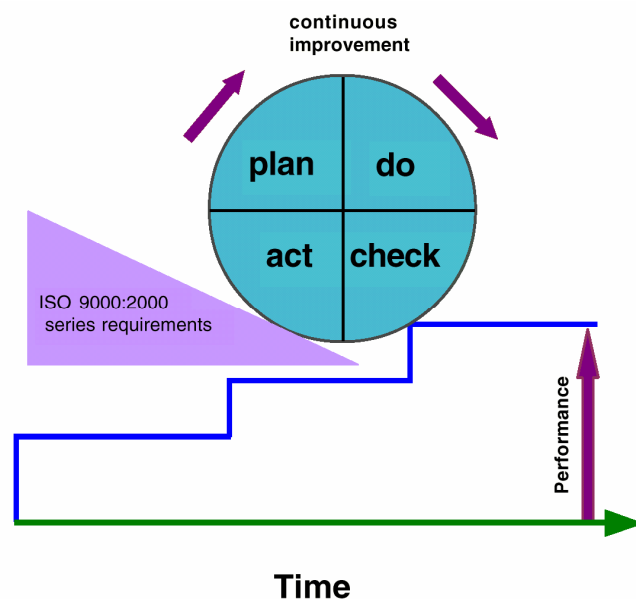 continuous
improvement
plan
do
act
check
ISO 9000:2000
series requirements
Performance
Time